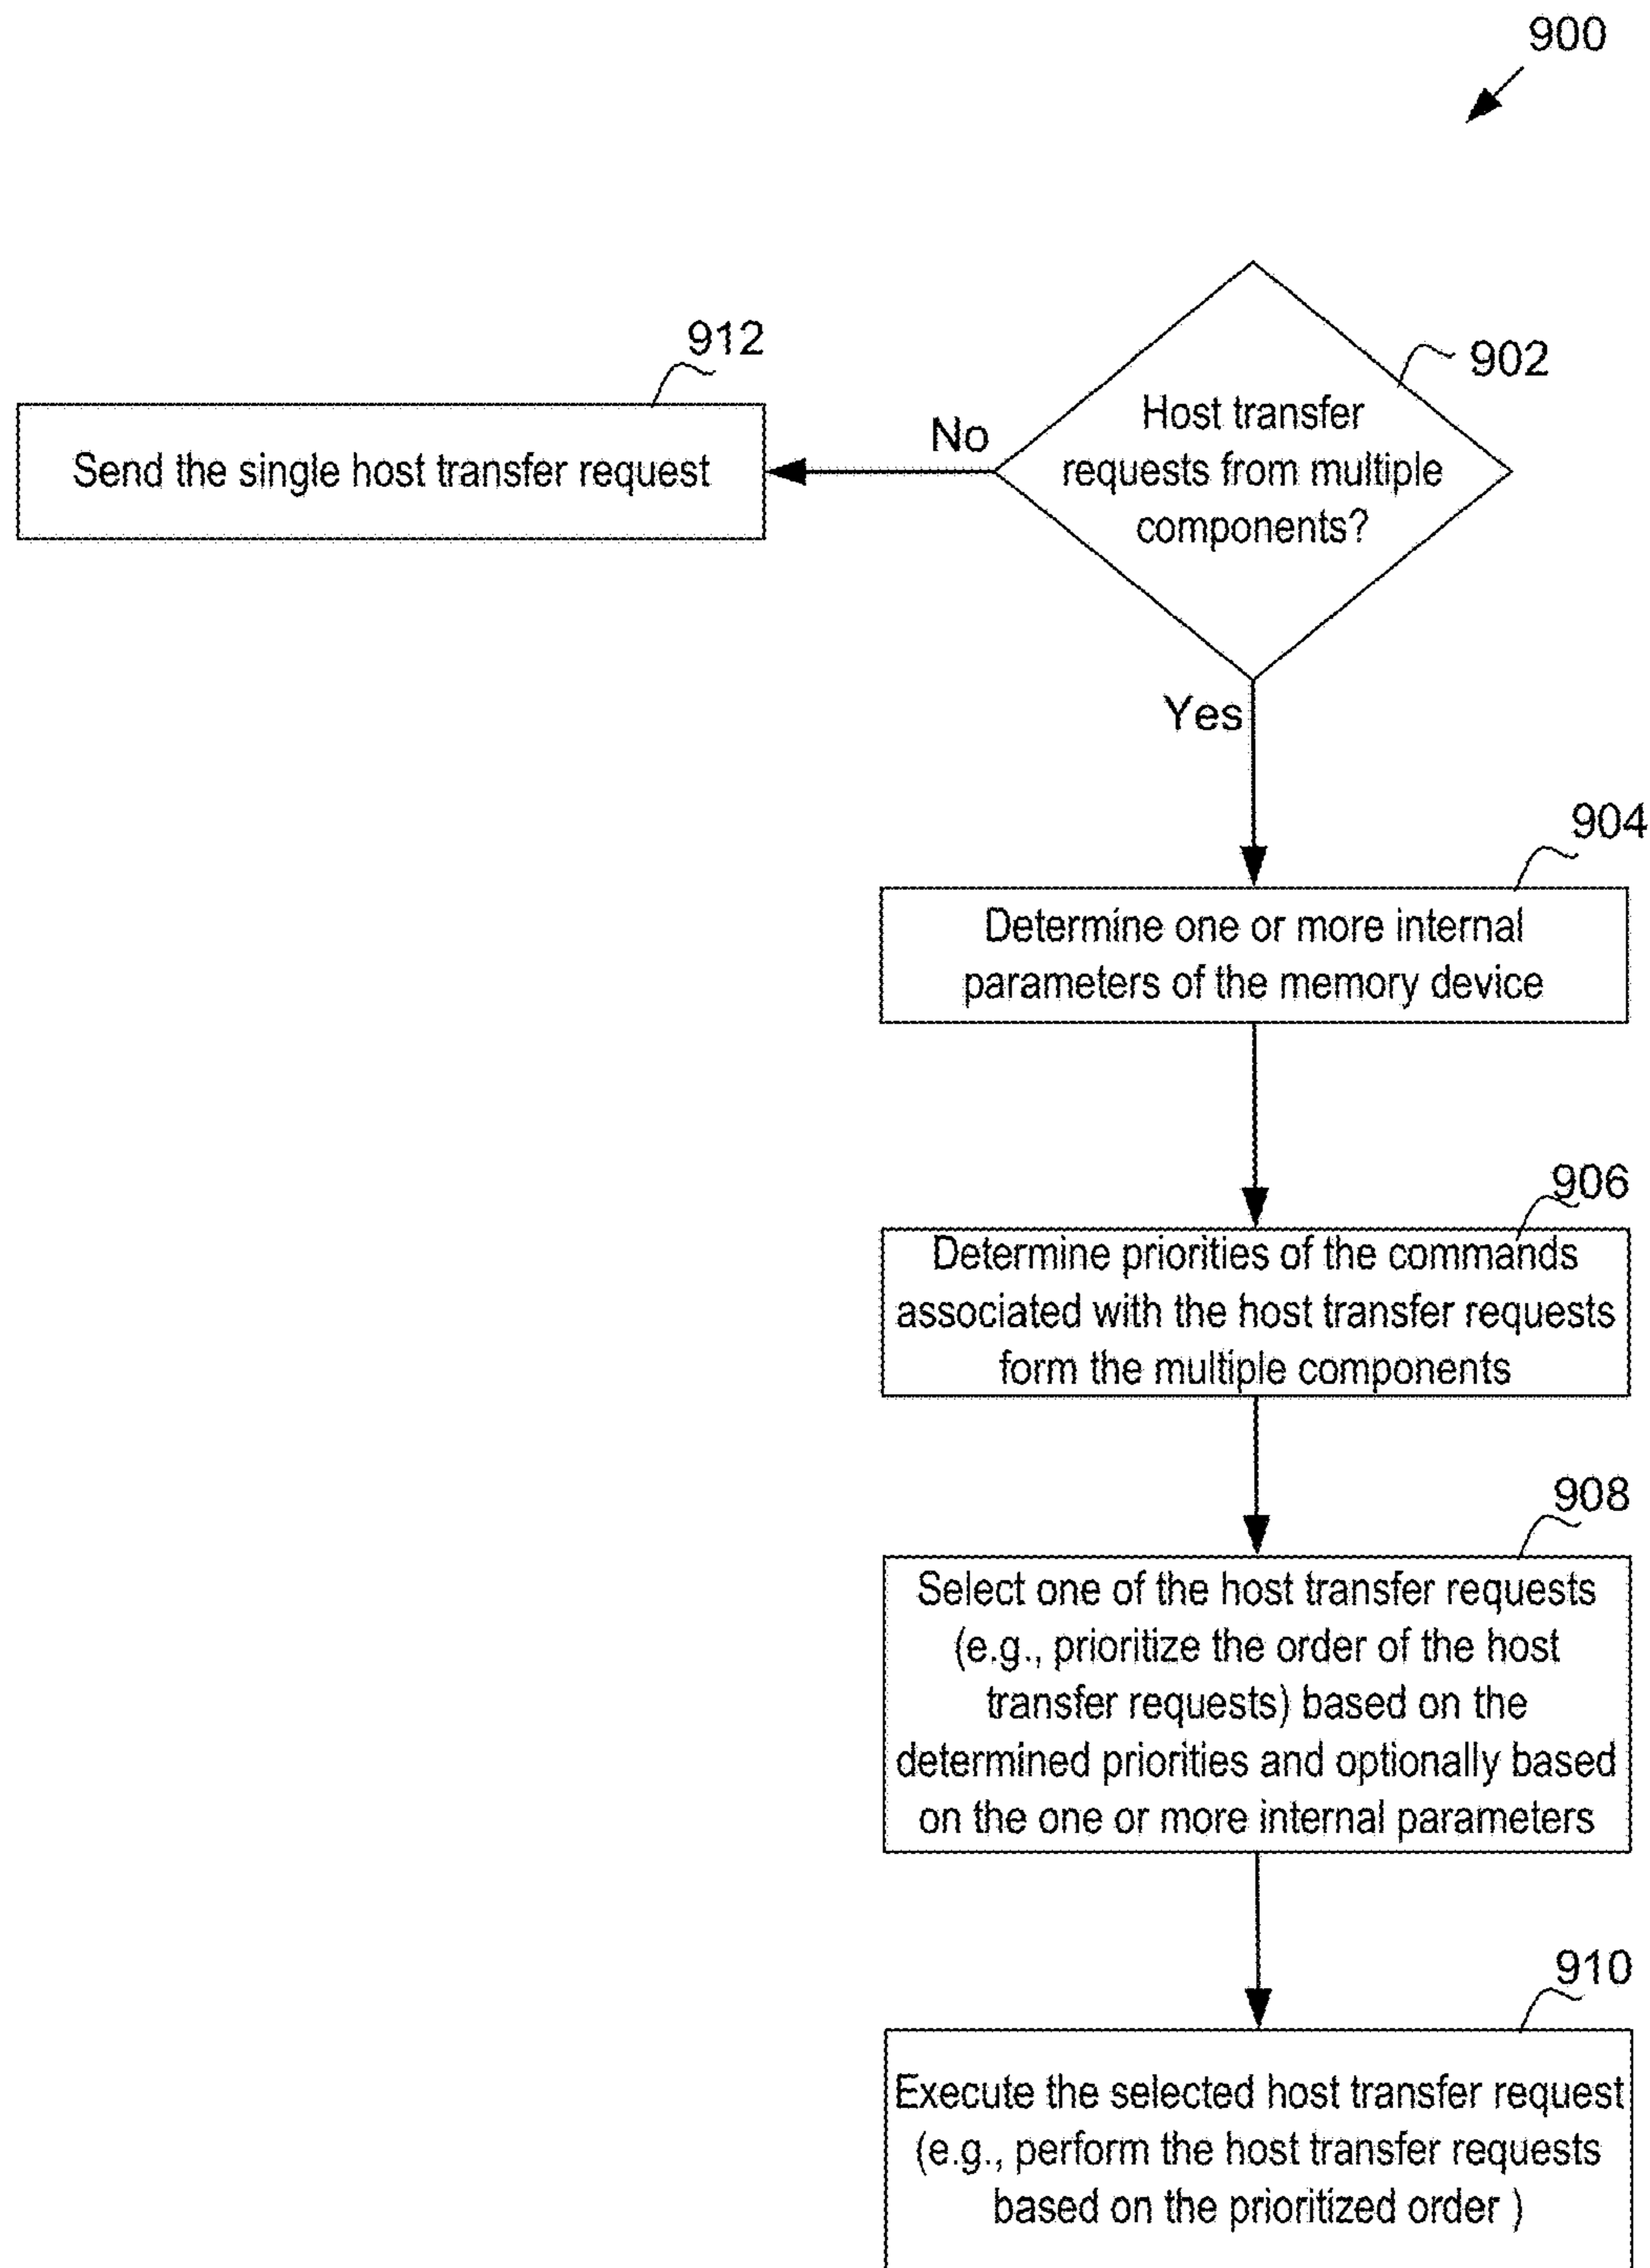 900
912
Send the single host transfer request
No
902
Host transfer
requests from multiple
components?
Yes
904
Determine one or more internal
parameters of the memory device
906
Determine priorities of the commands
associated with the host transfer requests
form the multiple components
908
Select one of the host transfer requests
(e.g., prioritize the order of the host
transfer requests) based on the
determined priorities and optionally based
on the one or more internal parameters
910
Execute the selected host transfer request
(e.g., perform the host transfer requests
based on the prioritized order )